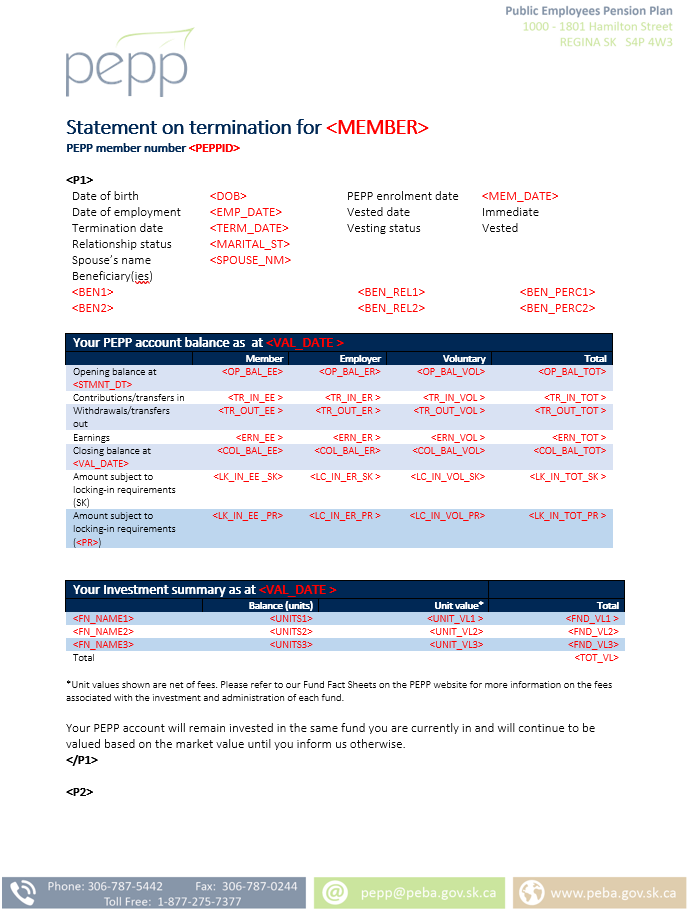 Public Employees Pension Plan
1000 - 1801 Hamilton Street
REGINA SK S4P 4W3
pepp
Statement on termination for <MEMBER>
PEPP member number <PEPPID>
<P1>
Date of birth <DOB> PEPP enrolment date <MEM_DATE>
Date of employment <EMP_DATE> Vested date Immediate
Termination date <TERM_DATE> Vesting status Vested
Relationship status <MARITAL_ST>
Spouse's name <SPOUSE_NM>
Beneficiary(ies)
<BEN1> <BEN_REL1> <BEN_PERC1>
<BEN2> <BEN_REL2> <BEN_PERC2>
Your PEPP account balance as at <VAL_DATE >
Member Employer Voluntary Total
Opening balance at <OP_BAL_EE> <OP_BAL_ER> <OP_BAL_VOL> <OP_BAL_TOT>
<STMNT_DT>
Contributions/transfers in <TR_IN_EE > <TR_IN_ER > <TR_IN_VOL > <TR_IN_TOT >
Withdrawals/transfers <TR_OUT_EE > <TR_OUT_ER > <TR_OUT_VOL > <TR_OUT_TOT >
out
Earnings <ERN_EE > <ERN_ER > <ERN_VOL > <ERN_TOT >
Closing balance at <COL_BAL_EE> <COL_BAL_ER> <COL_BAL_VOL> <COL_BAL_TOT>
<VAL_DATE>
Amount subject to <LK_IN_EE _SK> <LC_IN_ER_SK > <LC_IN_VOL_SK> <LK_IN_TOT_SK >
locking-in requirements
(SK)
Amount subject to <LK_IN_EE _PR> <LC_IN_ER_PR > <LC_IN_VOL_PR> <LK_IN_TOT_PR >
locking-in requirements
(<PR>)
Your Investment summary as at <VAL_DATE >
Balance (units) Unit value* Total
<FN_NAME1> <UNITS1> <UNIT_VL1 > <FND_VL1 >
<FN_NAME2> <UNITS2> <UNIT_VL2> <FND_VL2>
<FN_NAME3> <UNITS3> <UNIT_VL3> <FND_VL3>
Total <TOT_VL>
*Unit values shown are net of fees. Please refer to our Fund Fact Sheets on the PEPP website for more information on the fees
associated with the investment and administration of each fund.
Your PEPP account will remain invested in the same fund you are currently in and will continue to be
valued based on the market value until you inform us otherwise.
</P1>
<P2>
Phone: 306-787-5442 Fax: 306-787-0244
Toll Free: 1-877-275-7377
@ pepp@peba.gov.sk.ca
www.peba.gov.sk.ca